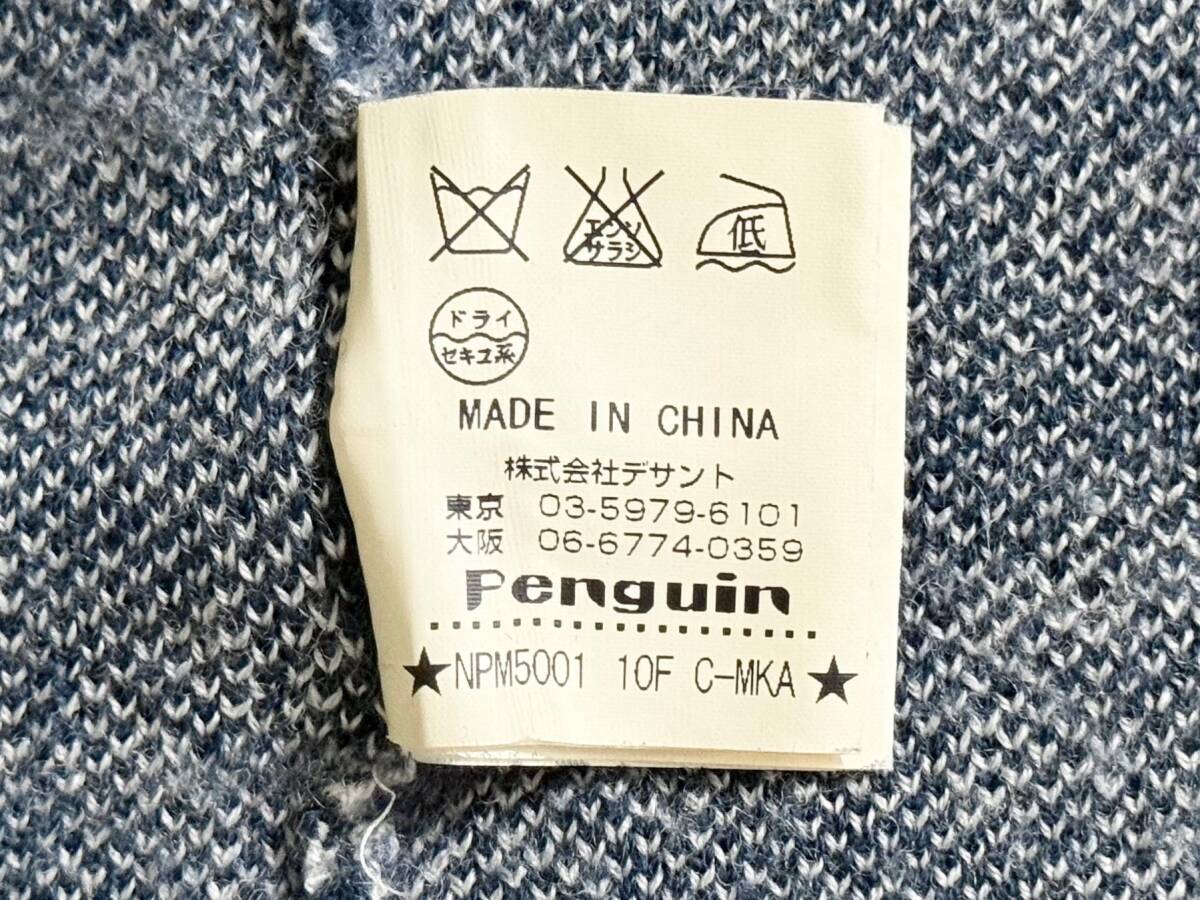 エンソ
サラシ
低
ドライ
セキユ系
MADE IN CHINA
株式会社デサント
東京 03-5979-6101
大阪 06-6774-0359
Penguin
★NPM5001 10F C-MKA★